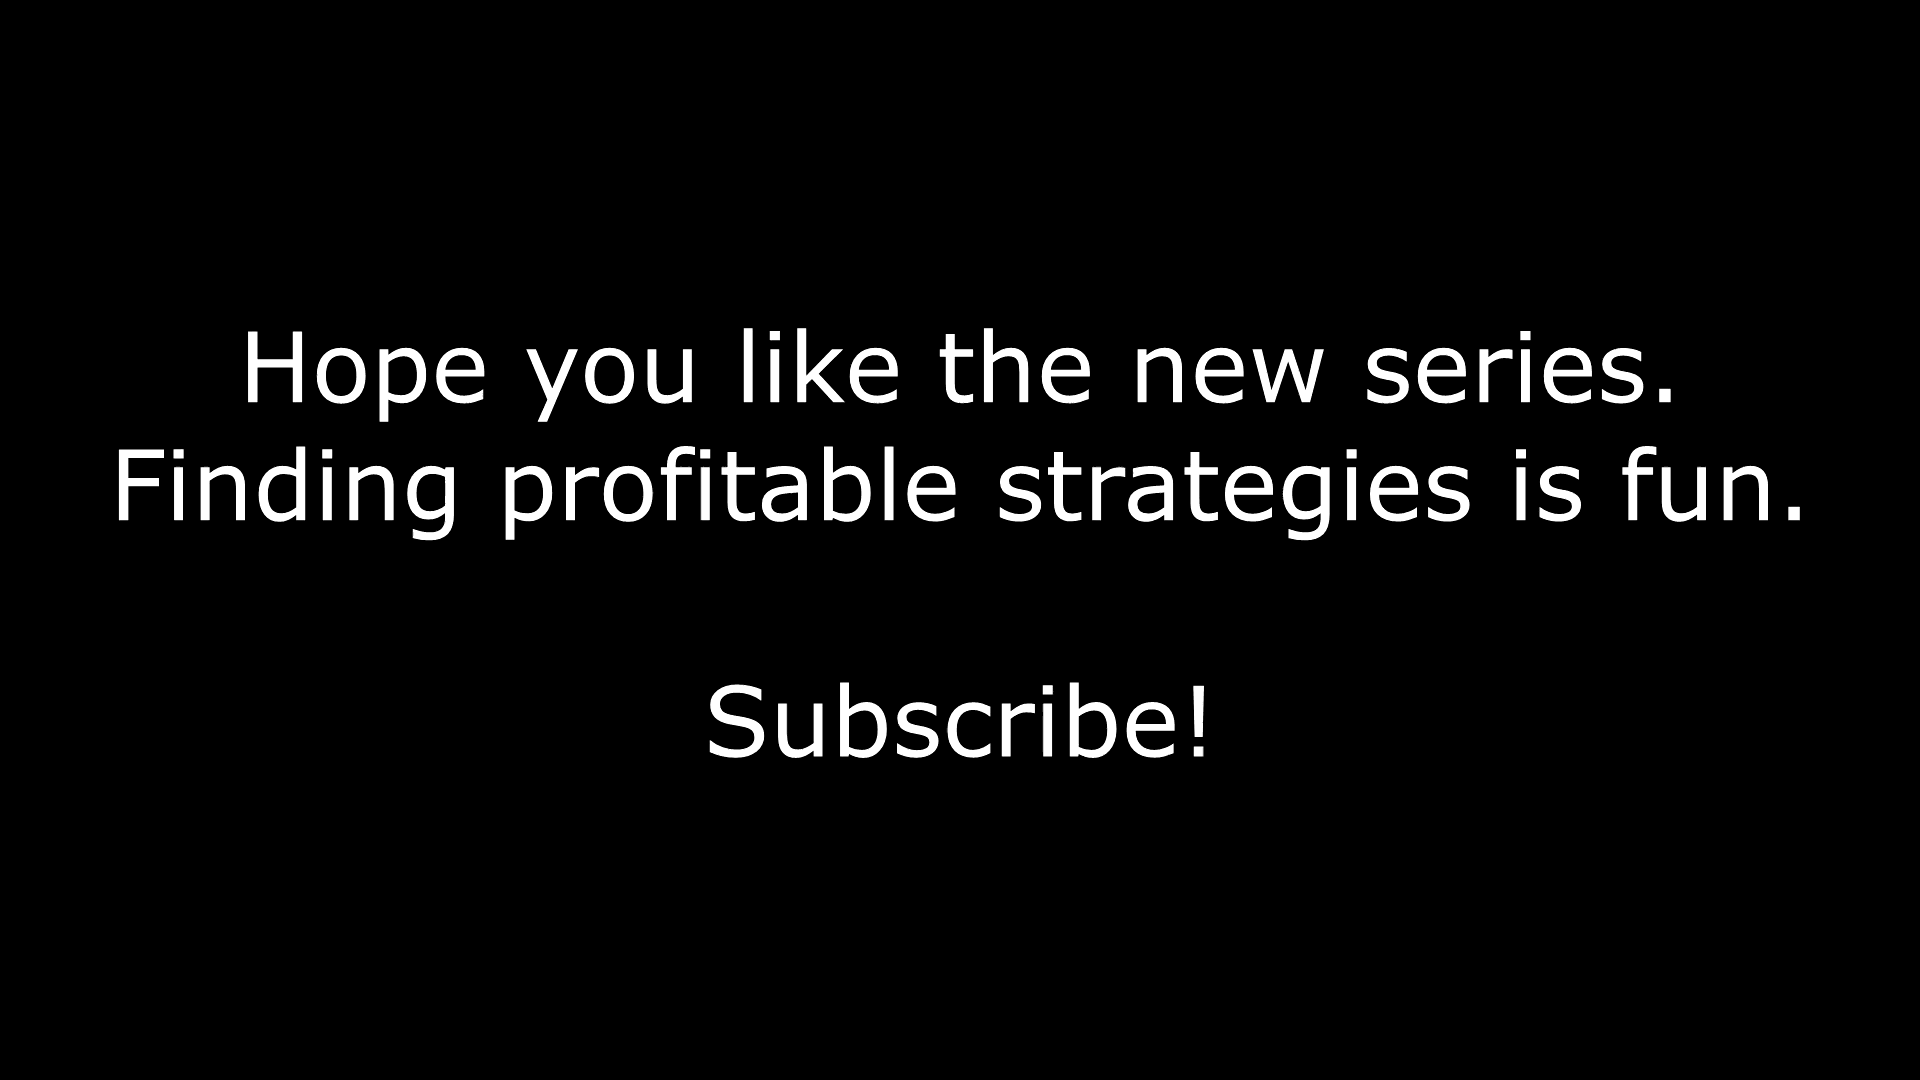 Hope you like the new series.
Finding profitable strategies is fun.
Subscribe!